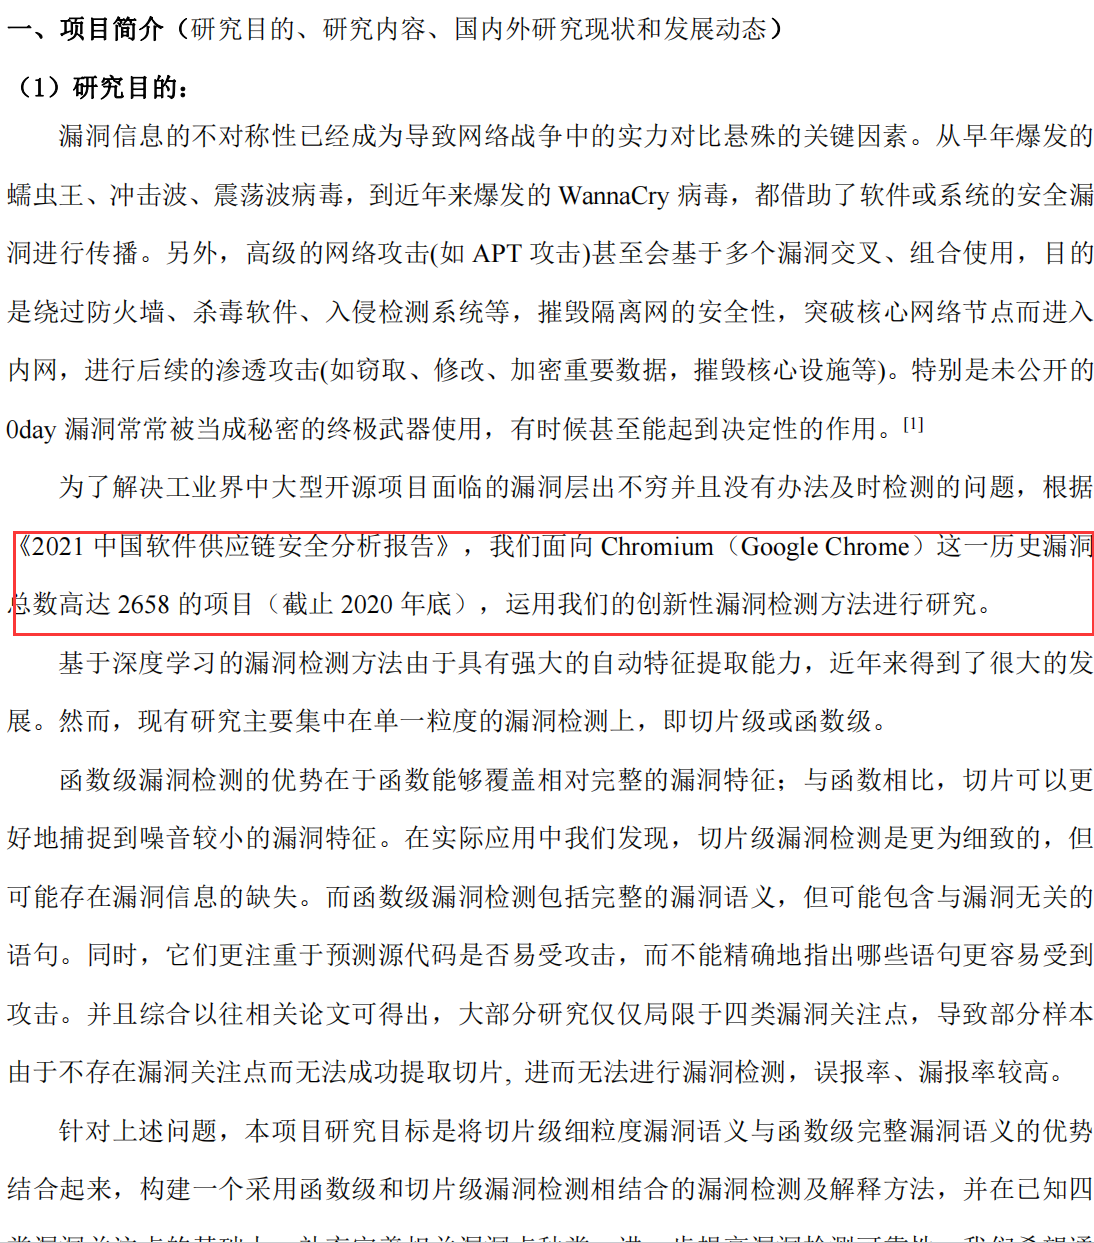 一、项目简介（研究目的、研究内容、国内外研究现状和发展动态）
（1）研究目的：
漏洞信息的不对称性已经成为导致网络战争中的实力对比悬殊的关键因素。从早年爆发的
蠕虫王、冲击波、震荡波病毒，到近年来爆发的 WannaCry 病毒，都借助了软件或系统的安全漏
洞进行传播。另外，高级的网络攻击(如 APT 攻击)甚至会基于多个漏洞交叉、组合使用，目的
是绕过防火墙、杀毒软件、入侵检测系统等，摧毁隔离网的安全性，突破核心网络节点而进入
内网，进行后续的渗透攻击(如窃取、修改、加密重要数据，摧毁核心设施等)。特别是未公开的
0day 漏洞常常被当成秘密的终极武器使用，有时候甚至能起到决定性的作用。[1]
为了解决工业界中大型开源项目面临的漏洞层出不穷并且没有办法及时检测的问题，根据
《2021 中国软件供应链安全分析报告》，我们面向 Chromium（Google Chrome）这一历史漏洞
总数高达 2658 的项目（截止 2020 年底），运用我们的创新性漏洞检测方法进行研究。
基于深度学习的漏洞检测方法由于具有强大的自动特征提取能力，近年来得到了很大的发
展。然而，现有研究主要集中在单一粒度的漏洞检测上，即切片级或函数级。
函数级漏洞检测的优势在于函数能够覆盖相对完整的漏洞特征；与函数相比，切片可以更
好地捕捉到噪音较小的漏洞特征。在实际应用中我们发现，切片级漏洞检测是更为细致的，但
可能存在漏洞信息的缺失。而函数级漏洞检测包括完整的漏洞语义，但可能包含与漏洞无关的
语句。同时，它们更注重于预测源代码是否易受攻击，而不能精确地指出哪些语句更容易受到
攻击。并且综合以往相关论文可得出，大部分研究仅仅局限于四类漏洞关注点，导致部分样本
由于不存在漏洞关注点而无法成功提取切片, 进而无法进行漏洞检测，误报率、漏报率较高。
针对上述问题，本项目研究目标是将切片级细粒度漏洞语义与函数级完整漏洞语义的优势
结合起来，构建一个采用函数级和切片级漏洞检测相结合的漏洞检测及解释方法，并在已知四